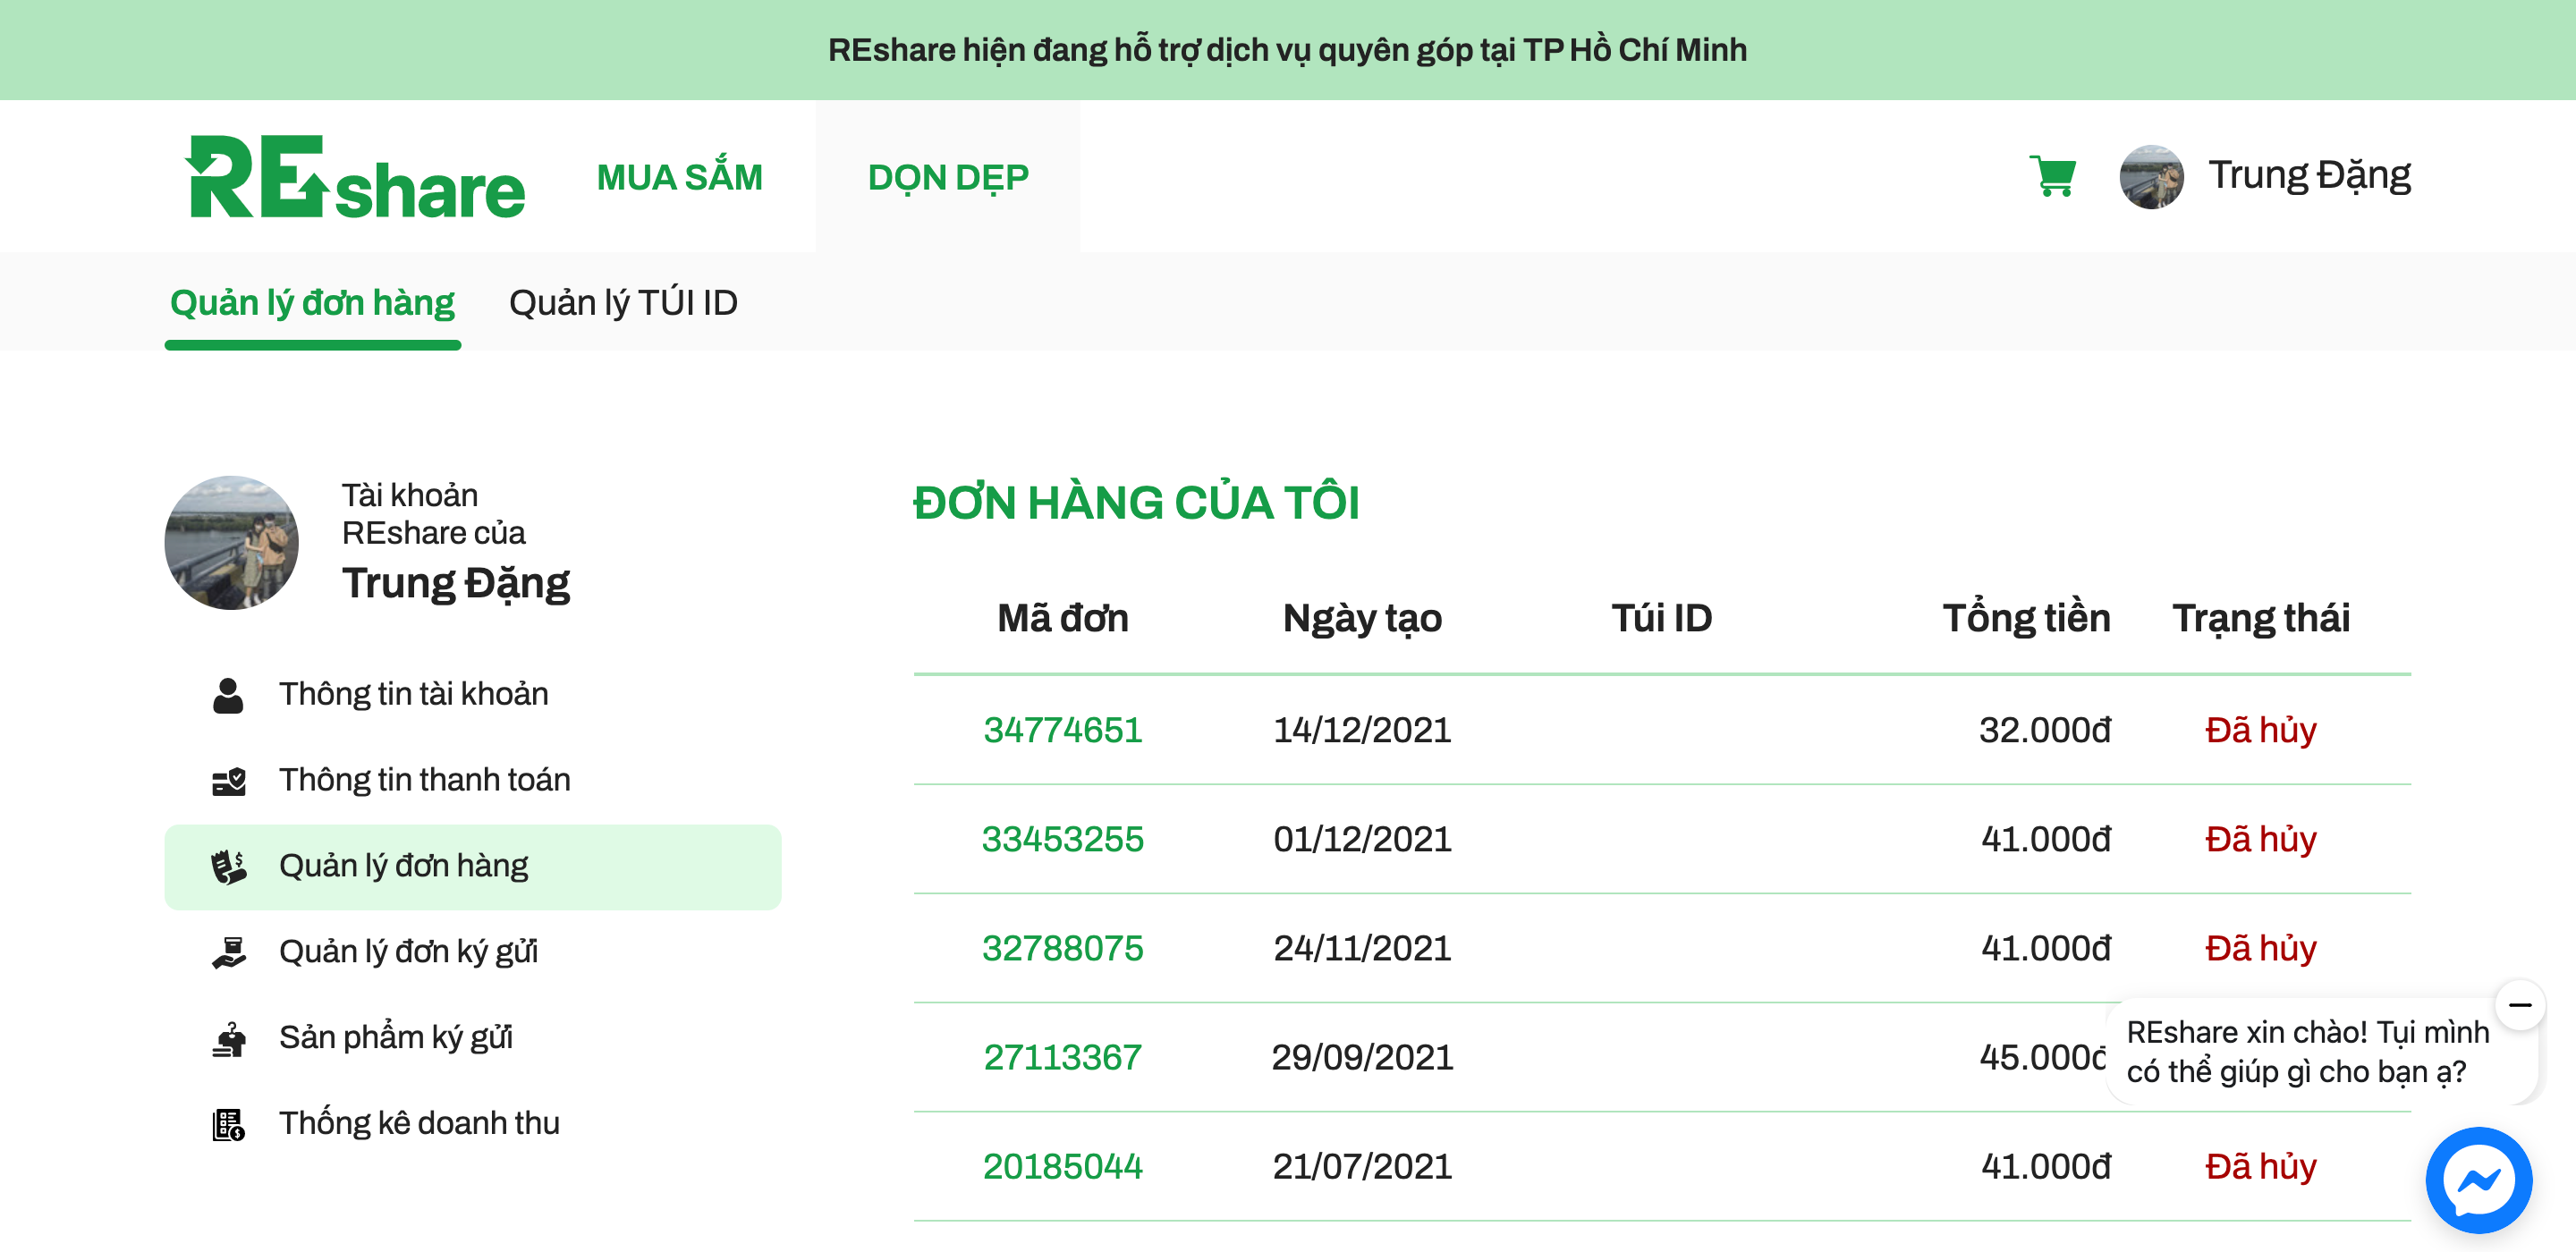 REshare hiện đang hỗ trợ dịch vụ quyên góp tại TP Hồ Chí Minh
REshare
MUA SẮM
DỌN DẸP
Trung Đặng
Quản lý đơn hàng
Quản lý TÚI ID
Tài khoản
REshare của
Trung Đặng
Thông tin tài khoản
Thông tin thanh toán
Quản lý đơn hàng
Quản lý đơn ký gửi
Sản phẩm ký gửi
Thống kê doanh thu
ĐƠN HÀNG CỦA TÔI
Mã đơn Ngày tạo Túi ID Tổng tiền Trạng thái
34774651 14/12/2021 32.000đ Đã hủy
33453255 01/12/2021 41.000đ Đã hủy
32788075 24/11/2021 41.000đ Đã hủy
27113367 29/09/2021 45.000đ
20185044 21/07/2021 41.000đ Đã hủy
REshare xin chào! Tụi mình
có thể giúp gì cho bạn ạ?